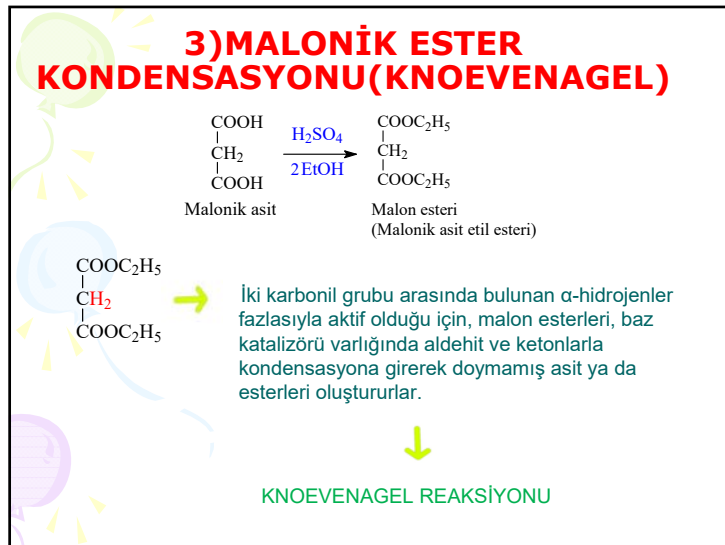 3)MALONİK ESTER
KONDENSASYONU(KNOEVENAGEL)
COOH
CH₂
COOH
Malonik asit
H₂SO₄
2EtOH
COOC₂H₅
CH₂
COOC₂H₅
Malon esteri
(Malonik asit etil esteri)
COOC₂H₅
CH₂
COOC₂H₅
İki karbonil grubu arasında bulunan α-hidrojenler
fazlasıyla aktif olduğu için, malon esterleri, baz
katalizörü varlığında aldehit ve ketonlarla
kondensasyona girerek doymamış asit ya da
esterleri oluştururlar.
KNOEVENAGEL REAKSİYONU